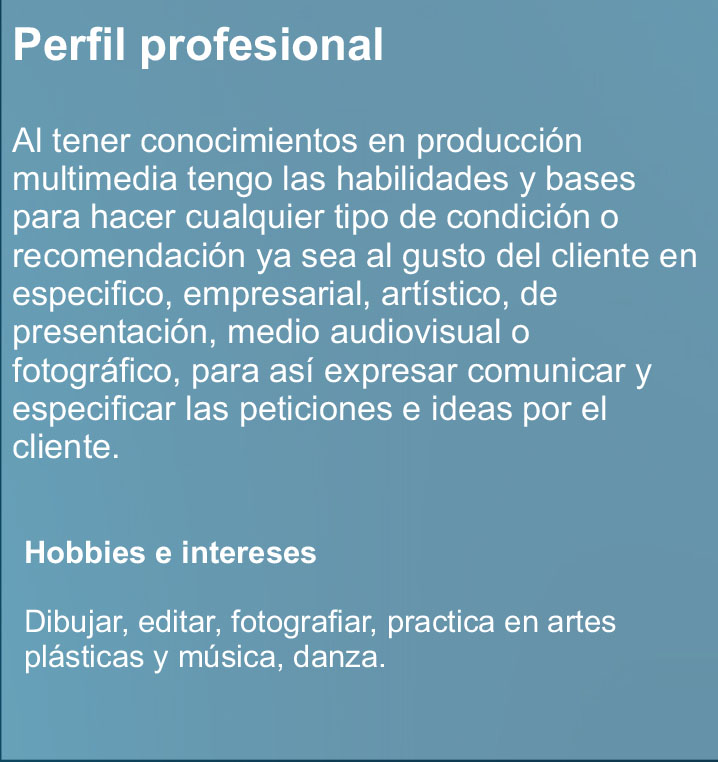 Perfil profesional
Al tener conocimientos en producción
multimedia tengo las habilidades y bases
para hacer cualquier tipo de condición o
recomendación ya sea al gusto del cliente en
especifico, empresarial, artístico, de
presentación, medio audiovisual o
fotográfico, para así expresar comunicar y
especificar las peticiones e ideas por el
cliente.
Hobbies e intereses
Dibujar, editar, fotografiar, practica en artes
plásticas y música, danza.